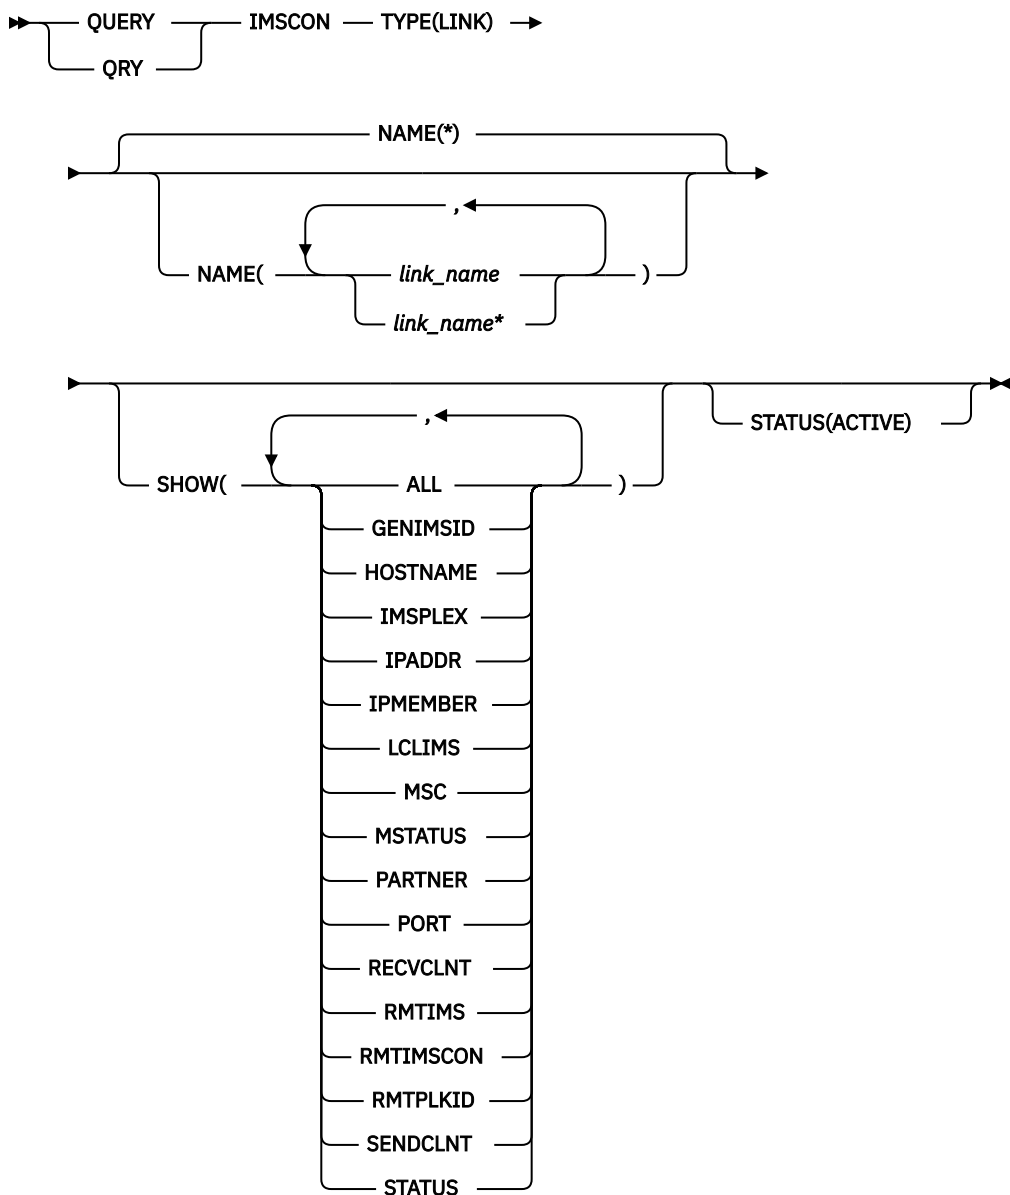 QUERY IMSCON TYPE(LINK)
QRY
NAME(*)
,
NAME( link_name )
link_name*
,
STATUS(ACTIVE)
SHOW( ALL )
GENIMSID
HOSTNAME
IMSPLEX
IPADDR
IPMEMBER
LCLIMS
MSC
MSTATUS
PARTNER
PORT
RECVCLNT
RMTIMS
RMTIMSCON
RMTPLKID
SENDCLNT
STATUS